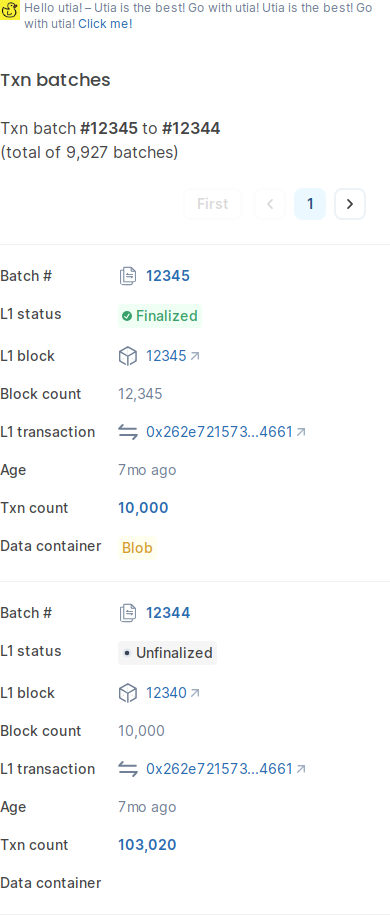 Hello utia! – Utia is the best! Go with utia! Utia is the best! Go
with utia! Click me!
Txn batches
Txn batch #12345 to #12344
(total of 9,927 batches)
First 1
Batch # 12345
L1 status Finalized
L1 block 12345
Block count 12,345
L1 transaction 0x262e721573...4661
Age 7mo ago
Txn count 10,000
Data container Blob
Batch # 12344
L1 status Unfinalized
L1 block 12340
Block count 10,000
L1 transaction 0x262e721573...4661
Age 7mo ago
Txn count 103,020
Data container